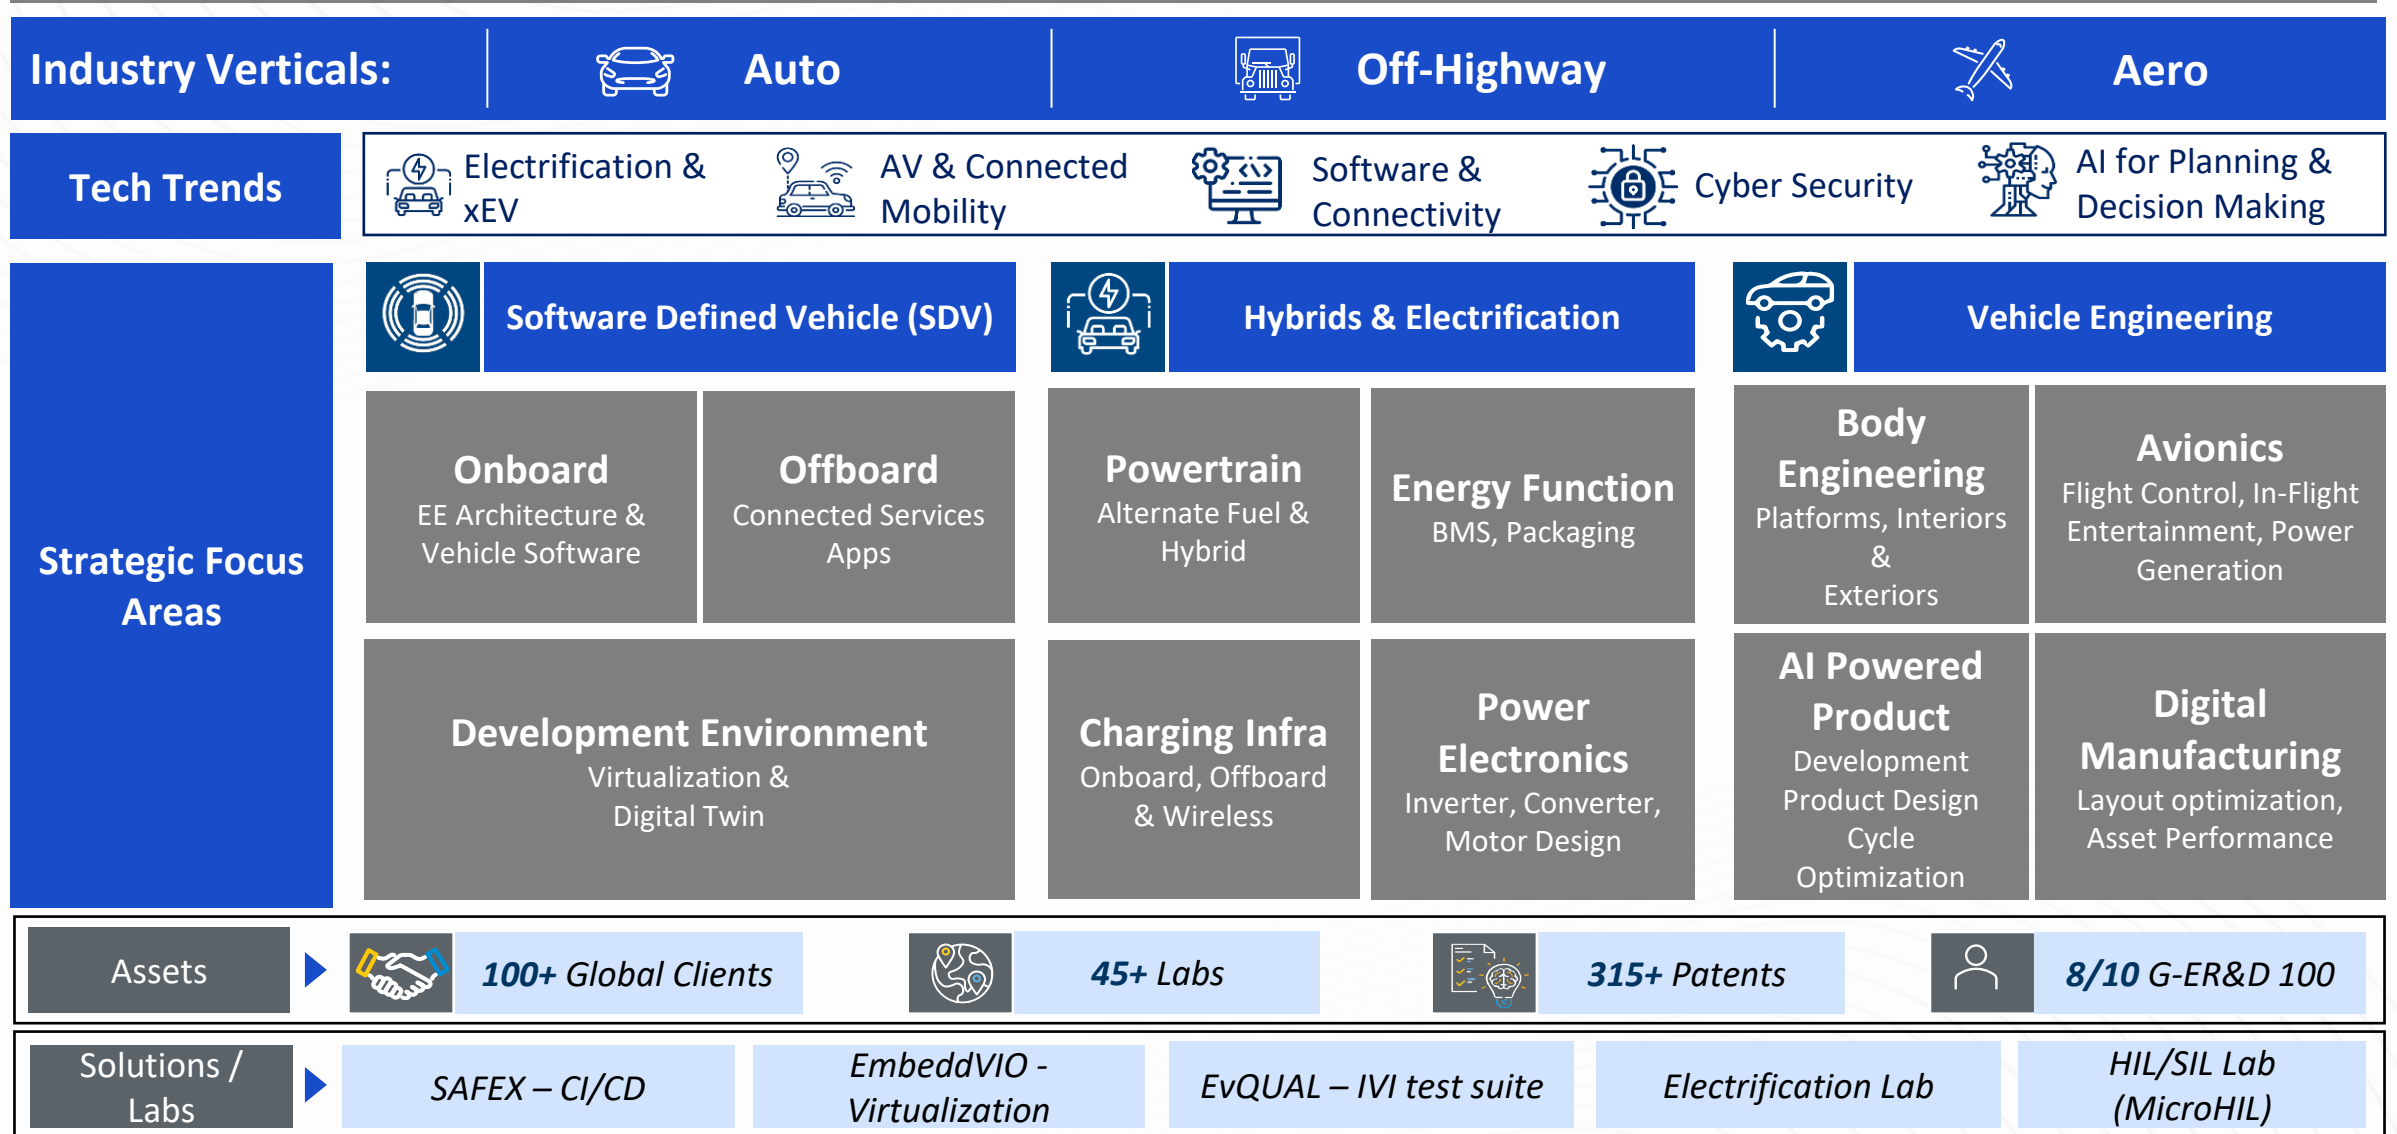 Industry Verticals:
Auto
Off-Highway
Aero
Tech Trends
Electrification &
xEV
AV & Connected
Mobility
Software &
Connectivity
Cyber Security
AI for Planning &
Decision Making
Strategic Focus
Areas
Software Defined Vehicle (SDV)
Onboard
EE Architecture &
Vehicle Software
Offboard
Connected Services
Apps
Development Environment
Virtualization &
Digital Twin
Hybrids & Electrification
Powertrain
Alternate Fuel &
Hybrid
Energy Function
BMS, Packaging
Charging Infra
Onboard, Offboard
& Wireless
Power
Electronics
Inverter, Converter,
Motor Design
Vehicle Engineering
Body
Engineering
Platforms, Interiors
&
Exteriors
Avionics
Flight Control, In-Flight
Entertainment, Power
Generation
AI Powered
Product
Development
Product Design
Cycle
Optimization
Digital
Manufacturing
Layout optimization,
Asset Performance
Assets
100+ Global Clients
45+ Labs
315+ Patents
8/10 G-ER&D 100
Solutions /
Labs
SAFEX – CI/CD
EmbeddVIO -
Virtualization
EvQUAL – IVI test suite
Electrification Lab
HIL/SIL Lab
(MicroHIL)